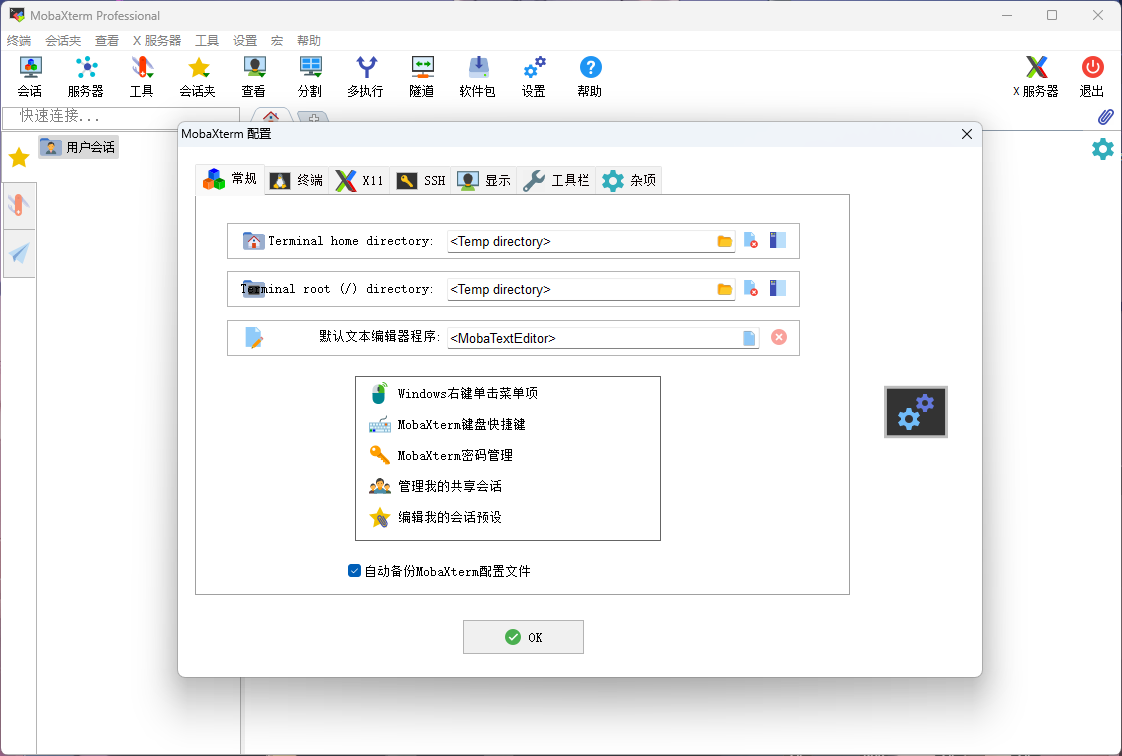 MobaXterm Professional
终端 会话夹 查看 X 服务器 工具 设置 宏 帮助
会话 服务器 工具 会话夹 查看 分割 多执行 隧道 软件包 设置 帮助 X 服务器 退出
快速连接...
用户会话
MobaXterm 配置
常规 终端 X11 SSH 显示 工具栏 杂项
Terminal home directory: <Temp directory>
Terminal root (/) directory: <Temp directory>
默认文本编辑器程序: <MobaTextEditor>
Windows右键单击菜单项
MobaXterm键盘快捷键
MobaXterm密码管理
管理我的共享会话
编辑我的会话预设
自动备份MobaXterm配置文件
OK